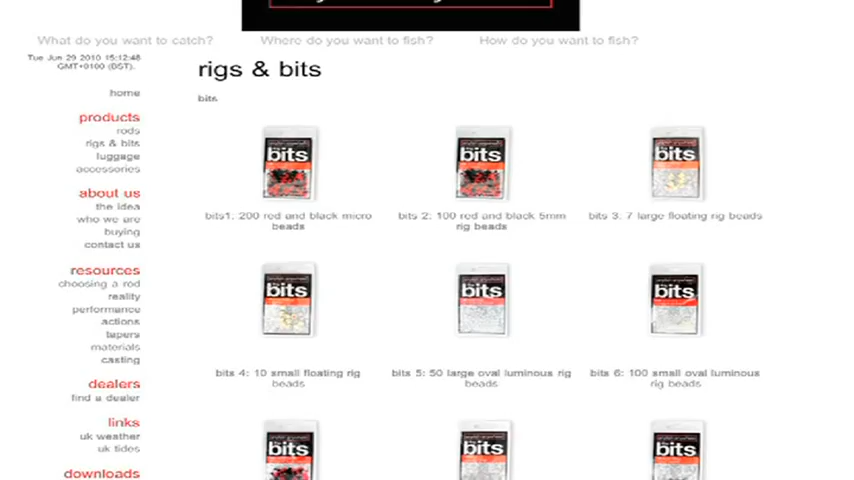 What do you want to catch? Where do you want to fish? How do you want to fish?
Tue Jun 29 2010 15:12:48
GMT+0100 (BST).
home
products
rods
rigs & bits
luggage
accessories
about us
the idea
who we are
buying
contact us
resources
choosing a rod
reality
performance
actions
tapers
materials
casting
dealers
find a dealer
links
uk weather
uk tides
downloads
rigs & bits
bits
bits
bits
bits
bits1: 200 red and black micro
beads
bits 2: 100 red and black 5mm
rig beads
bits 3: 7 large floating rig beads
bits
bits
bits
bits 4: 10 small floating rig
beads
bits 5: 50 large oval luminous rig
beads
bits 6: 100 small oval luminous
rig beads
bits
bits
bits